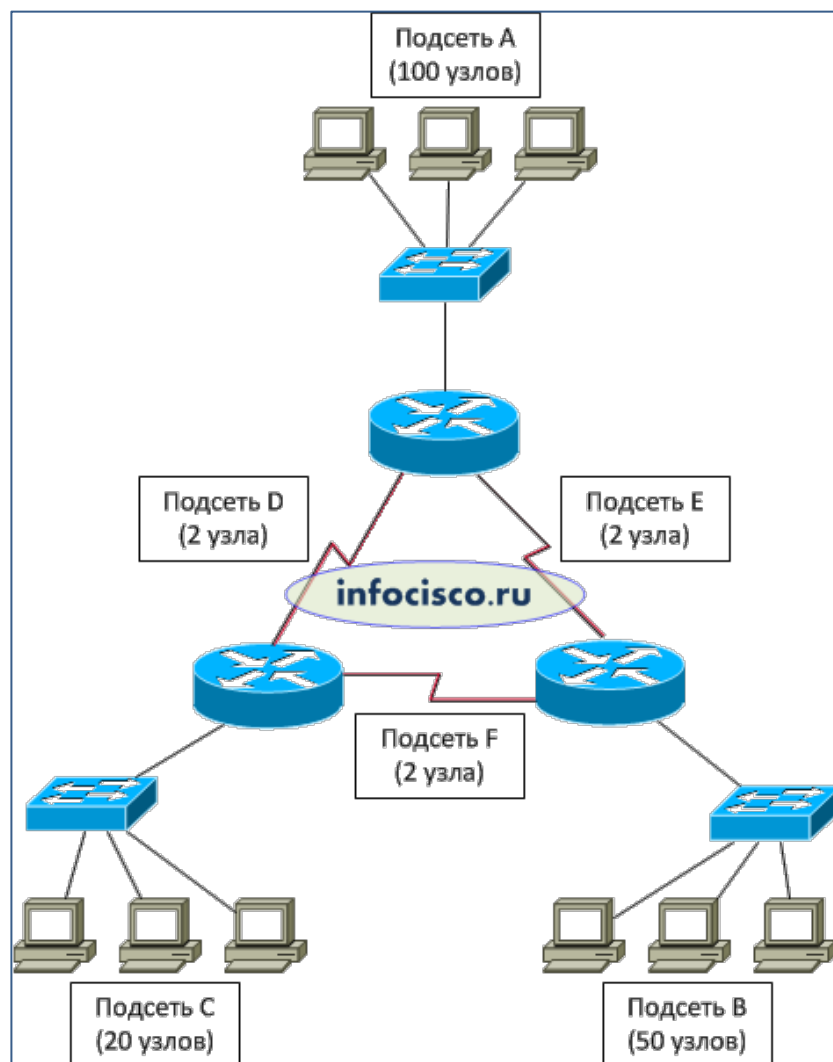 Подсеть A
(100 узлов)
Подсеть D
(2 узла)
Подсеть E
(2 узла)
infocisco.ru
Подсеть F
(2 узла)
Подсеть C
(20 узлов)
Подсеть B
(50 узлов)